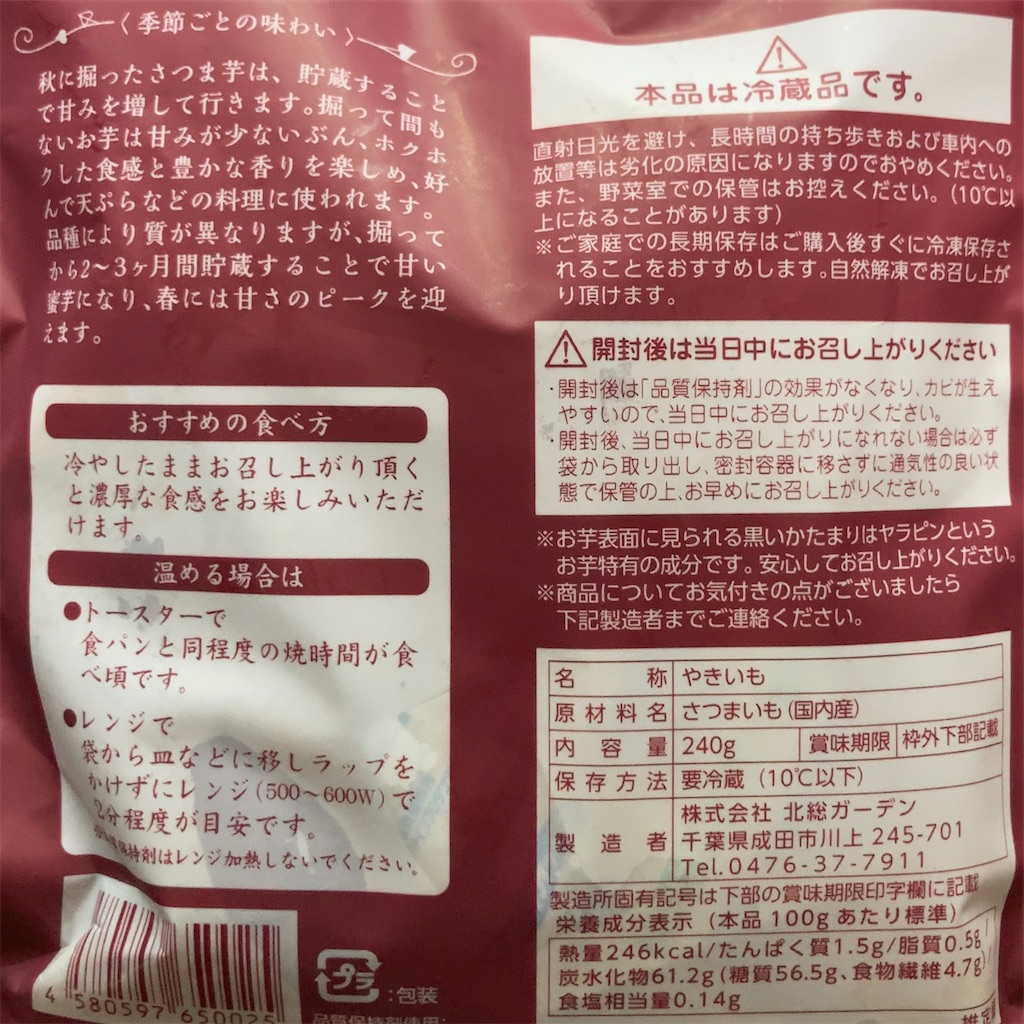 〈季節ごとの味わい〉
秋に掘ったさつま芋は、貯蔵すること
で甘みを増して行きます。掘って間も
ないお芋は甘みが少ないぶん、ホクホ
クした食感と豊かな香りを楽しめ、好
んで天ぷらなどの料理に使われます。
品種により質が異なりますが、掘って
から2〜3ヶ月間貯蔵することで甘い
蜜芋になり、春には甘さのピークを迎
えます。
おすすめの食べ方
冷やしたままお召し上がり頂く
と濃厚な食感をお楽しみいただ
けます。
温める場合は
●トースターで
食パンと同程度の焼時間が食
べ頃です。
●レンジで
袋から皿などに移しラップを
かけずにレンジ(500〜600W)で
2分程度が目安です。
保持剤はレンジ加熱しないでください。
4 580597 650025
プラ
:包装
品質保持剤使用:
本品は冷蔵品です。
直射日光を避け、長時間の持ち歩きおよび車内への
放置等は劣化の原因になりますのでおやめください。
また、野菜室での保管はお控えください。(10℃以
上になることがあります)
※ご家庭での長期保存はご購入後すぐに冷凍保存さ
れることをおすすめします。自然解凍でお召し上が
り頂けます。
開封後は当日中にお召し上がりください
・開封後は「品質保持剤」の効果がなくなり、カビが生え
やすいので、当日中にお召し上がりください。
・開封後、当日中にお召し上がりになれない場合は必ず
袋から取り出し、密封容器に移さずに通気性の良い状
態で保管の上、お早めにお召し上がりください。
※お芋表面に見られる黒いかたまりはヤラピンという
お芋特有の成分です。安心してお召し上がりください。
※商品についてお気付きの点がございましたら
下記製造者までご連絡ください。
名称 やきいも
原材料名 さつまいも(国内産)
内容量 240g 賞味期限 枠外下部記載
保存方法 要冷蔵(10℃以下)
製造者 株式会社 北総ガーデン
千葉県成田市川上 245-701
Tel.0476-37-7911
製造所固有記号は下部の賞味期限印字欄に記載
栄養成分表示(本品 100g あたり標準)
熱量246kcal/たんぱく質1.5g/脂質0.5g/
炭水化物61.2g(糖質56.5g、食物繊維4.7g)
食塩相当量0.14g
推定